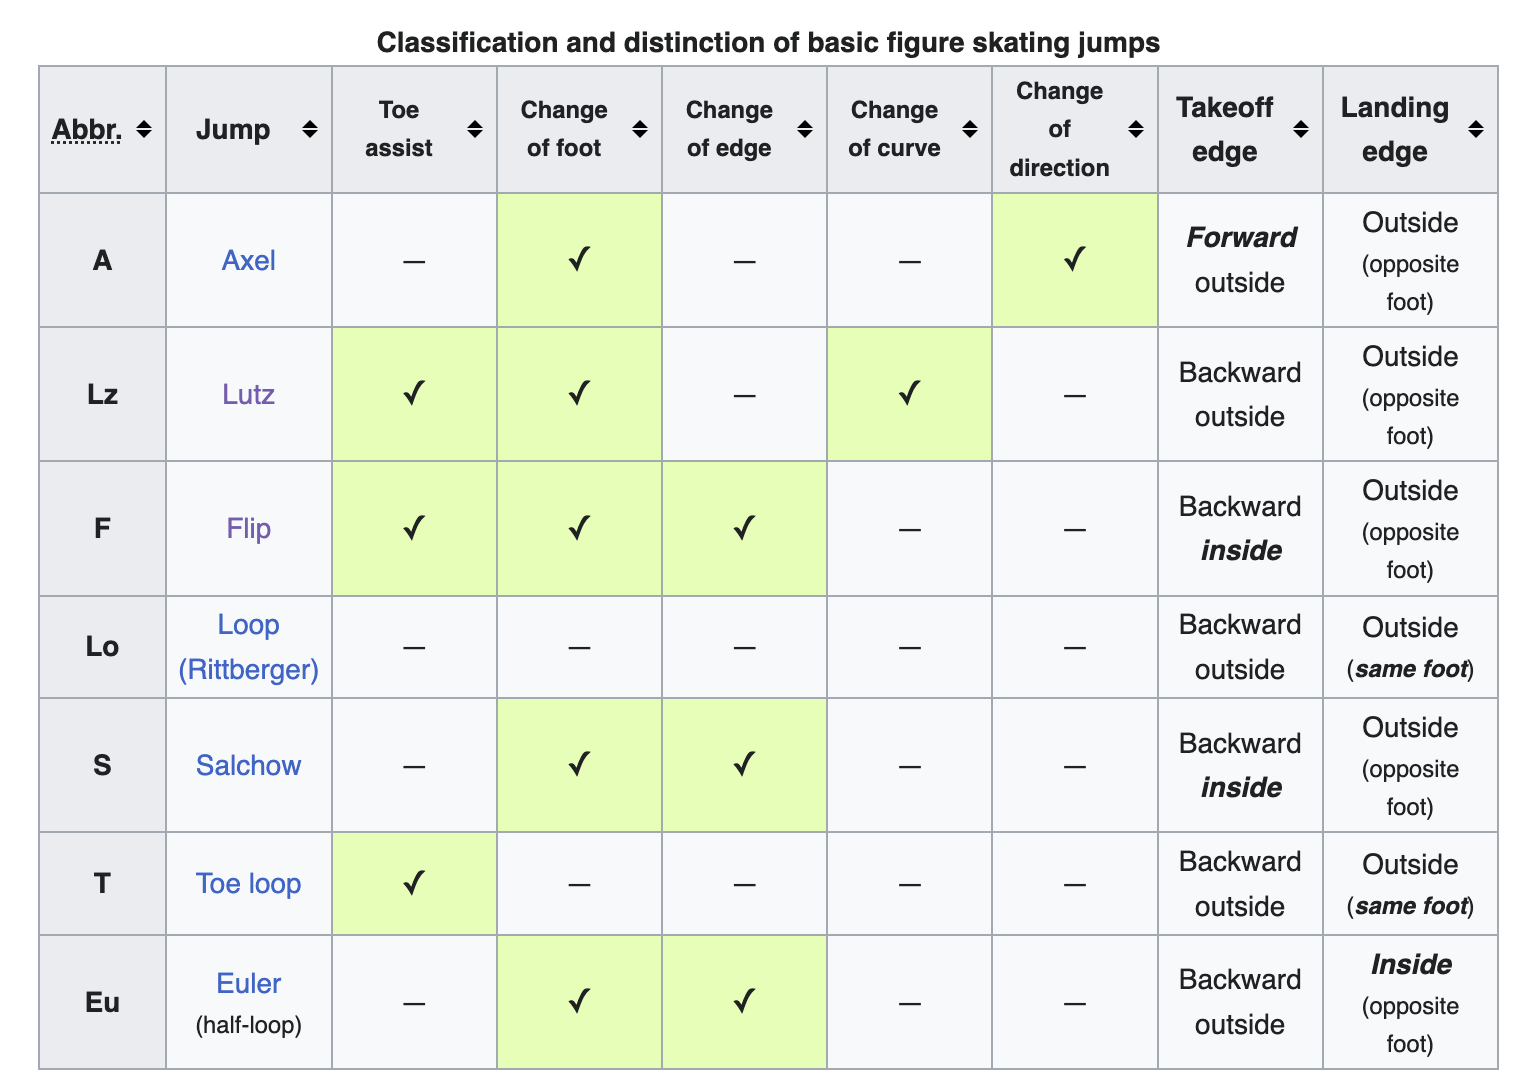 Classification and distinction of basic figure skating jumps
Abbr. Jump Toe assist Change of foot Change of edge Change of curve Change of direction Takeoff edge Landing edge
A Axel — ✓ — — ✓ Forward outside Outside (opposite foot)
Lz Lutz ✓ ✓ — ✓ — Backward outside Outside (opposite foot)
F Flip ✓ ✓ ✓ — — Backward inside Outside (opposite foot)
Lo Loop (Rittberger) — — — — — Backward outside Outside (same foot)
S Salchow — ✓ ✓ — — Backward inside Outside (opposite foot)
T Toe loop ✓ — — — — Backward outside Outside (same foot)
Eu Euler (half-loop) — ✓ ✓ — — Backward outside Inside (opposite foot)